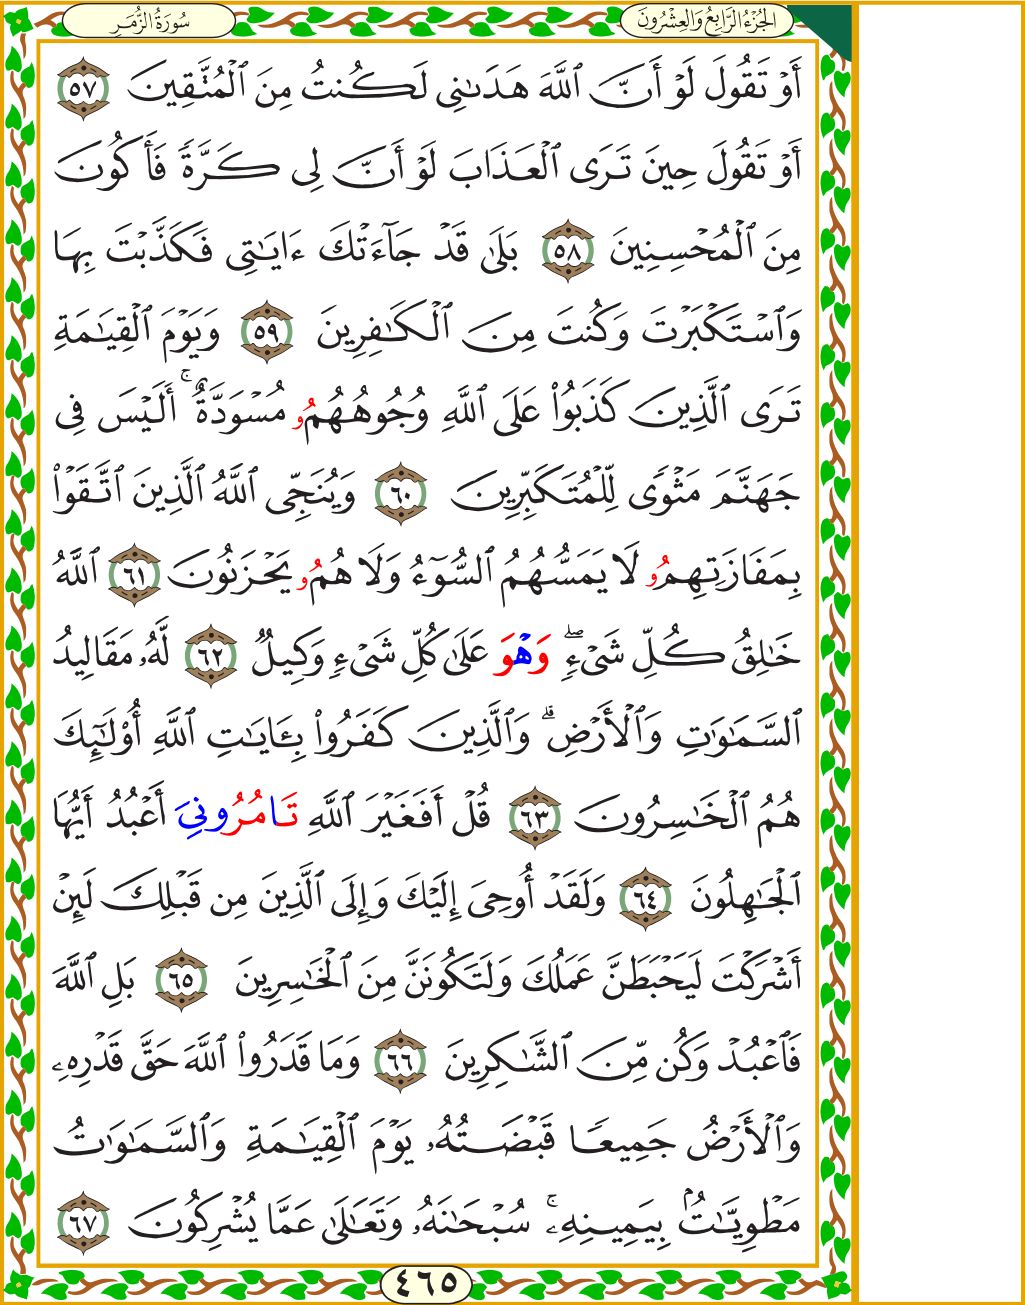 الجُزْءُ الرَّابِعُ وَالعِشْرُونَ
سُورَةُ الزُّمَرِ
أَوْ تَقُولَ لَوْ أَنَّ ٱللَّهَ هَدَىٰنِي لَكُنتُ مِنَ ٱلْمُتَّقِينَ ٥٧
أَوْ تَقُولَ حِينَ تَرَى ٱلْعَذَابَ لَوْ أَنَّ لِي كَرَّةً فَأَكُونَ
مِنَ ٱلْمُحْسِنِينَ ٥٨ بَلَىٰ قَدْ جَآءَتْكَ ءَايَٰتِي فَكَذَّبْتَ بِهَا
وَٱسْتَكْبَرْتَ وَكُنتَ مِنَ ٱلْكَٰفِرِينَ ٥٩ وَيَوْمَ ٱلْقِيَٰمَةِ
تَرَى ٱلَّذِينَ كَذَبُوا۟ عَلَى ٱللَّهِ وُجُوهُهُمُۥ مُسْوَدَّةٌ ۚ أَلَيْسَ فِي
جَهَنَّمَ مَثْوًى لِّلْمُتَكَبِّرِينَ ٦٠ وَيُنَجِّي ٱللَّهُ ٱلَّذِينَ ٱتَّقَوْا۟
بِمَفَازَتِهِمُۥ لَا يَمَسُّهُمُ ٱلسُّوٓءُ وَلَا هُمُۥ يَحْزَنُونَ ٦١ ٱللَّهُ
خَٰلِقُ كُلِّ شَيْءٍ ۖ وَهْوَ عَلَىٰ كُلِّ شَيْءٍ وَكِيلٌ ٦٢ لَّهُۥ مَقَالِيدُ
ٱلسَّمَٰوَٰتِ وَٱلْأَرْضِ ۗ وَٱلَّذِينَ كَفَرُوا۟ بِـَٔايَٰتِ ٱللَّهِ أُو۟لَٰٓئِكَ
هُمُ ٱلْخَٰسِرُونَ ٦٣ قُلْ أَفَغَيْرَ ٱللَّهِ تَامُرُونِيَ أَعْبُدُ أَيُّهَا
ٱلْجَٰهِلُونَ ٦٤ وَلَقَدْ أُوحِيَ إِلَيْكَ وَإِلَى ٱلَّذِينَ مِن قَبْلِكَ لَئِنْ
أَشْرَكْتَ لَيَحْبَطَنَّ عَمَلُكَ وَلَتَكُونَنَّ مِنَ ٱلْخَٰسِرِينَ ٦٥ بَلِ ٱللَّهَ
فَٱعْبُدْ وَكُن مِّنَ ٱلشَّٰكِرِينَ ٦٦ وَمَا قَدَرُوا۟ ٱللَّهَ حَقَّ قَدْرِهِۦ
وَٱلْأَرْضُ جَمِيعًا قَبْضَتُهُۥ يَوْمَ ٱلْقِيَٰمَةِ وَٱلسَّمَٰوَٰتُ
مَطْوِيَّٰتٌۢ بِيَمِينِهِۦ ۚ سُبْحَٰنَهُۥ وَتَعَٰلَىٰ عَمَّا يُشْرِكُونَ ٦٧
٤٦٥